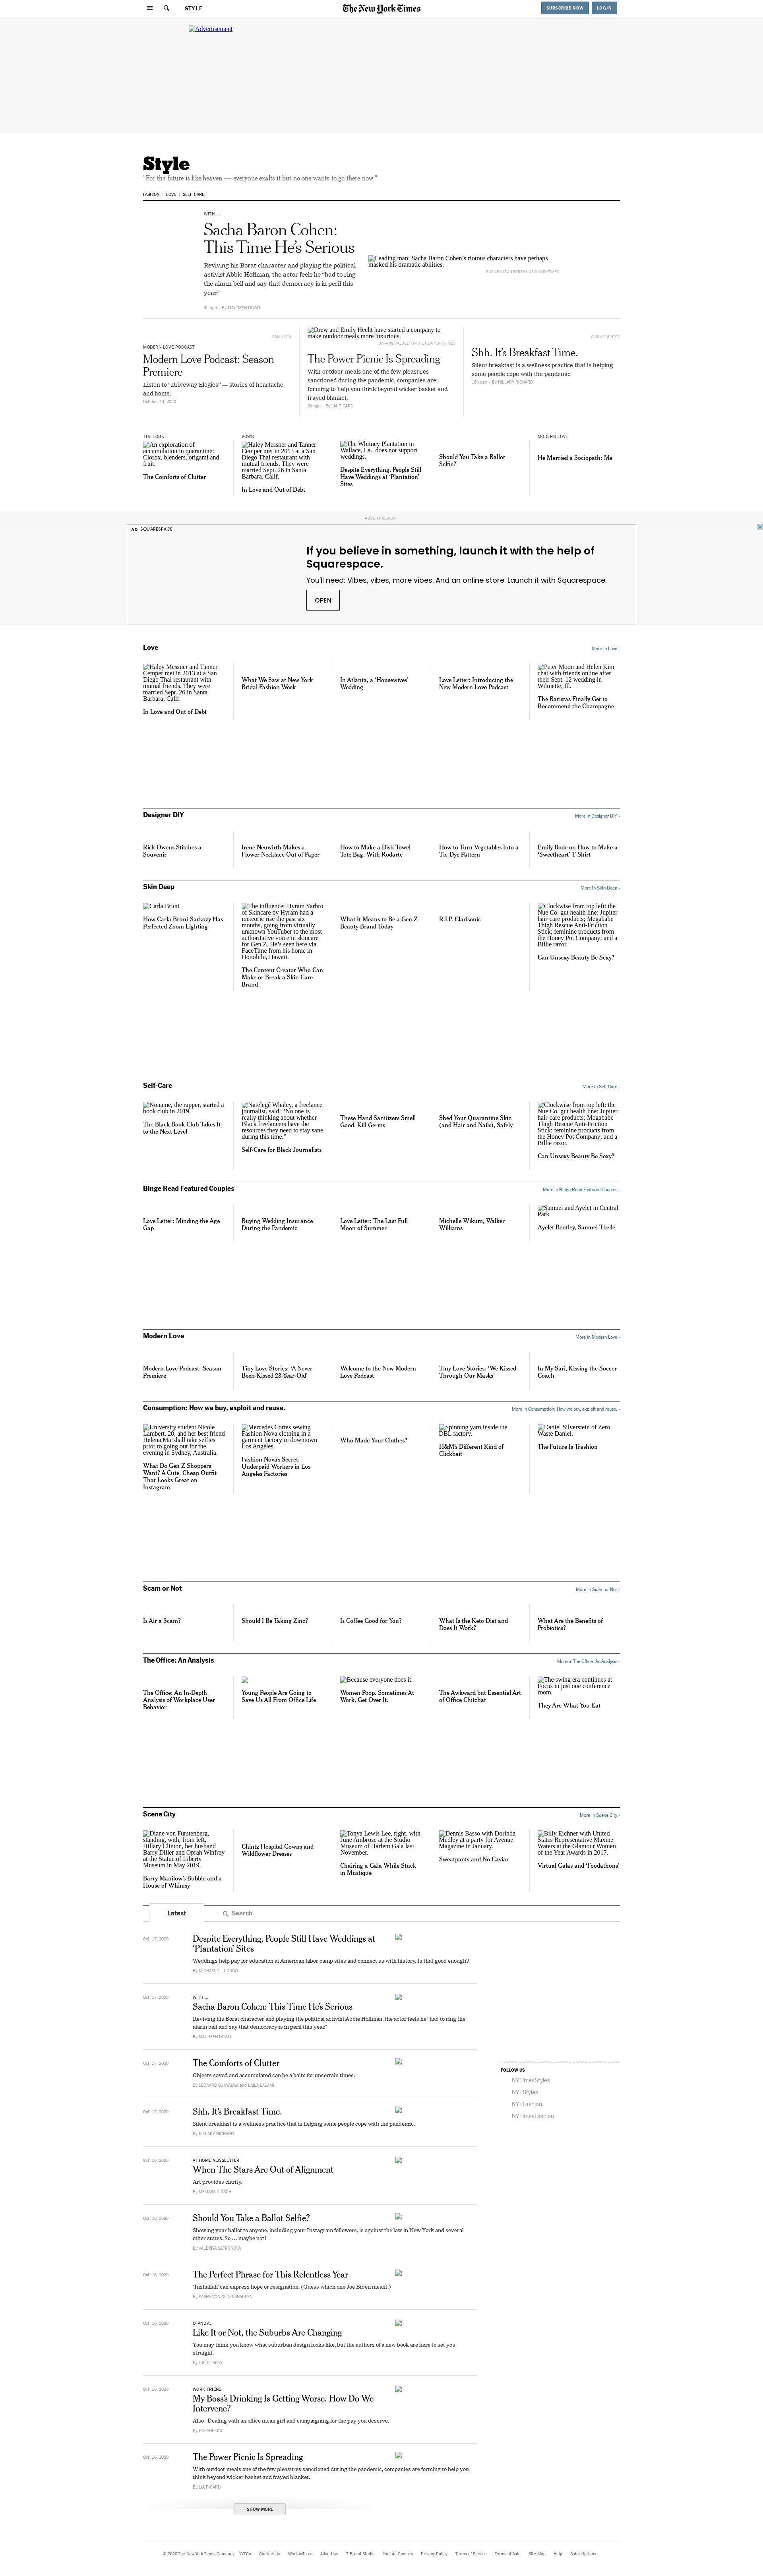 STYLE
The New York Times
SUBSCRIBE NOW
LOG IN
Advertisement
Style
"For the future is like heaven — everyone exalts it but no one wants to go there now."
FASHION
LOVE
SELF-CARE
WITH ...
Sacha Baron Cohen:
This Time He's Serious
Reviving his Borat character and playing the political
activist Abbie Hoffman, the actor feels he "had to ring
the alarm bell and say that democracy is in peril this
year."
4h ago · By MAUREEN DOWD
Leading man: Sacha Baron Cohen's riotous characters have perhaps
masked his dramatic abilities.
BUCK ELLISON FOR THE NEW YORK TIMES
BRIAN REA
MODERN LOVE PODCAST
Modern Love Podcast: Season
Premiere
Listen to "Driveway Elegies" — stories of heartache
and home.
October 14, 2020
Drew and Emily Hecht have started a company to
make outdoor meals more luxurious.
DAMANI VALDEZ FOR THE NEW YORK TIMES
The Power Picnic Is Spreading
With outdoor meals one of the few pleasures
sanctioned during the pandemic, companies are
forming to help you think beyond wicker basket and
frayed blanket.
2d ago · By LIA PICARD
Shh. It's Breakfast Time.
Silent breakfast is a wellness practice that is helping
some people cope with the pandemic.
16h ago · By HILLARY RICHARD
THE LOOK
An exploration of
accumulation in quarantine:
Clorox, blenders, origami and
fruit.
The Comforts of Clutter
VOWS
Haley Messner and Tanner
Cemper met in 2013 at a San
Diego Thai restaurant with
mutual friends. They were
married Sept. 26 in Santa
Barbara, Calif.
In Love and Out of Debt
The Whitney Plantation in
Wallace, La., does not support
weddings.
Despite Everything, People Still
Have Weddings at 'Plantation'
Sites
Should You Take a Ballot
Selfie?
MODERN LOVE
He Married a Sociopath: Me
ADVERTISEMENT
AD SQUARESPACE
If you believe in something, launch it with the help of
Squarespace.
You'll need: Vibes, vibes, more vibes. And an online store. Launch it with Squarespace.
OPEN
Love
More in Love ›
Haley Messner and Tanner
Cemper met in 2013 at a San
Diego Thai restaurant with
mutual friends. They were
married Sept. 26 in Santa
Barbara, Calif.
In Love and Out of Debt
What We Saw at New York
Bridal Fashion Week
In Atlanta, a 'Housewives'
Wedding
Love Letter: Introducing the
New Modern Love Podcast
Peter Moon and Helen Kim
chat with friends online after
their Sept. 12 wedding in
Wilmette, Ill.
The Baristas Finally Get to
Recommend the Champagne
Designer DIY
More in Designer DIY ›
Rick Owens Stitches a
Souvenir
Irene Neuwirth Makes a
Flower Necklace Out of Paper
How to Make a Dish Towel
Tote Bag, With Rodarte
How to Turn Vegetables Into a
Tie-Dye Pattern
Emily Bode on How to Make a
'Sweetheart' T-Shirt
Skin Deep
More in Skin Deep ›
Carla Bruni
How Carla Bruni-Sarkozy Has
Perfected Zoom Lighting
The influencer Hyram Yarbro
of Skincare by Hyram had a
meteoric rise the past six
months, going from virtually
unknown YouTuber to the most
authoritative voice in skincare
for Gen Z. He's seen here via
FaceTime from his home in
Honolulu, Hawaii.
The Content Creator Who Can
Make or Break a Skin Care
Brand
What It Means to Be a Gen Z
Beauty Brand Today
R.I.P. Clarisonic
Clockwise from top left: the
Nue Co. gut health line; Jupiter
hair-care products; Megababe
Thigh Rescue Anti-Friction
Stick; feminine products from
the Honey Pot Company; and a
Billie razor.
Can Unsexy Beauty Be Sexy?
Self-Care
More in Self-Care ›
Noname, the rapper, started a
book club in 2019.
The Black Book Club Takes It
to the Next Level
Natelegé Whaley, a freelance
journalist, said: "No one is
really thinking about whether
Black freelancers have the
resources they need to stay sane
during this time."
Self-Care for Black Journalists
These Hand Sanitizers Smell
Good, Kill Germs
Shed Your Quarantine Skin
(and Hair and Nails), Safely
Clockwise from top left: the
Nue Co. gut health line; Jupiter
hair-care products; Megababe
Thigh Rescue Anti-Friction
Stick; feminine products from
the Honey Pot Company; and a
Billie razor.
Can Unsexy Beauty Be Sexy?
Binge Read Featured Couples
More in Binge Read Featured Couples ›
Love Letter: Minding the Age
Gap
Buying Wedding Insurance
During the Pandemic
Love Letter: The Last Full
Moon of Summer
Michelle Wikum, Walker
Williams
Samuel and Ayelet in Central
Park
Ayelet Bentley, Samuel Tbeile
Modern Love
More in Modern Love ›
Modern Love Podcast: Season
Premiere
Tiny Love Stories: 'A Never-
Been-Kissed 23-Year-Old'
Welcome to the New Modern
Love Podcast
Tiny Love Stories: 'We Kissed
Through Our Masks'
In My Sari, Kissing the Soccer
Coach
Consumption: How we buy, exploit and reuse.
More in Consumption: How we buy, exploit and reuse. ›
University student Nicole
Lambert, 20, and her best friend
Helena Marshall take selfies
prior to going out for the
evening in Sydney, Australia.
What Do Gen Z Shoppers
Want? A Cute, Cheap Outfit
That Looks Great on
Instagram
Mercedes Cortes sewing
Fashion Nova clothing in a
garment factory in downtown
Los Angeles.
Fashion Nova's Secret:
Underpaid Workers in Los
Angeles Factories
Who Made Your Clothes?
Spinning yarn inside the
DBL factory.
H&M's Different Kind of
Clickbait
Daniel Silverstein of Zero
Waste Daniel.
The Future Is Trashion
Scam or Not
More in Scam or Not ›
Is Air a Scam?
Should I Be Taking Zinc?
Is Coffee Good for You?
What Is the Keto Diet and
Does It Work?
What Are the Benefits of
Probiotics?
The Office: An Analysis
More in The Office: An Analysis ›
The Office: An In-Depth
Analysis of Workplace User
Behavior
Young People Are Going to
Save Us All From Office Life
Because everyone does it.
Women Poop. Sometimes At
Work. Get Over It.
The Awkward but Essential Art
of Office Chitchat
The swing era continues at
Focus in just one conference
room.
They Are What You Eat
Scene City
More in Scene City ›
Diane von Furstenberg,
standing, with, from left,
Hillary Clinton, her husband
Barry Diller and Oprah Winfrey
at the Statue of Liberty
Museum in May 2019.
Barry Manilow's Bubble and a
House of Whimsy
Chintz Hospital Gowns and
Wildflower Dresses
Tonya Lewis Lee, right, with
June Ambrose at the Studio
Museum of Harlem Gala last
November.
Chairing a Gala While Stuck
in Mustique
Dennis Basso with Dorinda
Medley at a party for Avenue
Magazine in January.
Sweatpants and No Caviar
Billy Eichner with United
States Representative Maxine
Waters at the Glamour Women
of the Year Awards in 2017.
Virtual Galas and 'Foodathons'
Latest
Search
Oct. 17, 2020
Despite Everything, People Still Have Weddings at
'Plantation' Sites
Weddings help pay for education at American labor camp sites and connect us with history. Is that good enough?
By MICHAEL T. LUONGO
Oct. 17, 2020
WITH ...
Sacha Baron Cohen: This Time He's Serious
Reviving his Borat character and playing the political activist Abbie Hoffman, the actor feels he "had to ring the
alarm bell and say that democracy is in peril this year."
By MAUREEN DOWD
Oct. 17, 2020
The Comforts of Clutter
Objects saved and accumulated can be a balm for uncertain times.
By LEONARD SURYAJAYA and LAILA LALAMI
Oct. 17, 2020
Shh. It's Breakfast Time.
Silent breakfast is a wellness practice that is helping some people cope with the pandemic.
By HILLARY RICHARD
Oct. 16, 2020
AT HOME NEWSLETTER
When The Stars Are Out of Alignment
Art provides clarity.
By MELISSA KIRSCH
Oct. 16, 2020
Should You Take a Ballot Selfie?
Showing your ballot to anyone, including your Instagram followers, is against the law in New York and several
other states. So ... maybe not!
By VALERIYA SAFRONOVA
Oct. 16, 2020
The Perfect Phrase for This Relentless Year
'Inshallah' can express hope or resignation. (Guess which one Joe Biden meant.)
By SASHA VON OLDERSHAUSEN
Oct. 16, 2020
Q. AND A.
Like It or Not, the Suburbs Are Changing
You may think you know what suburban design looks like, but the authors of a new book are here to set you
straight.
By JULIE LASKY
Oct. 16, 2020
WORK FRIEND
My Boss's Drinking Is Getting Worse. How Do We
Intervene?
Also: Dealing with an office mean girl and campaigning for the pay you deserve.
By ROXANE GAY
Oct. 16, 2020
The Power Picnic Is Spreading
With outdoor meals one of the few pleasures sanctioned during the pandemic, companies are forming to help you
think beyond wicker basket and frayed blanket.
By LIA PICARD
SHOW MORE
FOLLOW US
NYTimesStyles
NYTStyles
NYTFashion
NYTimesFashion
© 2020 The New York Times Company
NYTCo
Contact Us
Work with us
Advertise
T Brand Studio
Your Ad Choices
Privacy Policy
Terms of Service
Terms of Sale
Site Map
Help
Subscriptions